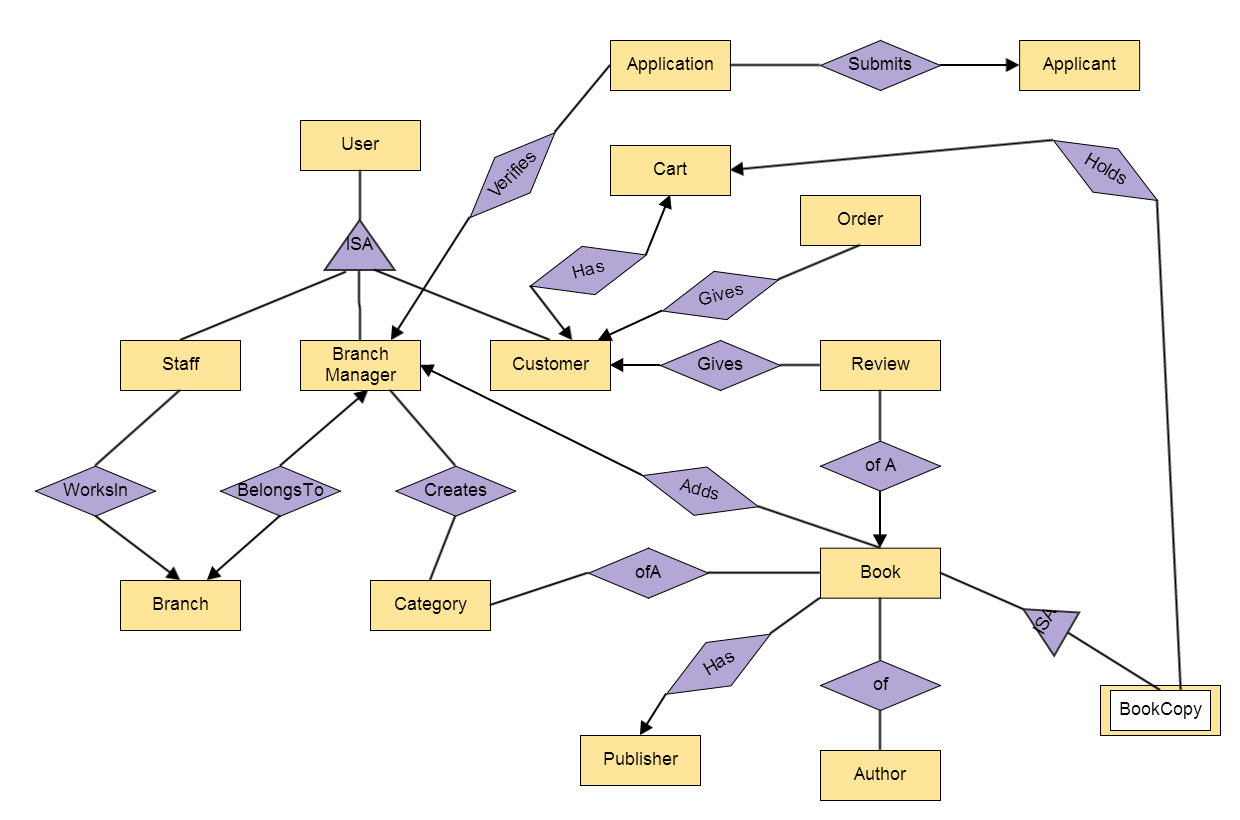 Application
Submits
Applicant
User
Verifies
Cart
Holds
Order
ISA
Has
Gives
Staff
Branch
Manager
Customer
Gives
Review
WorksIn
BelongsTo
Creates
Adds
of A
Branch
Category
ofA
Book
ISA
Has
of
BookCopy
Publisher
Author